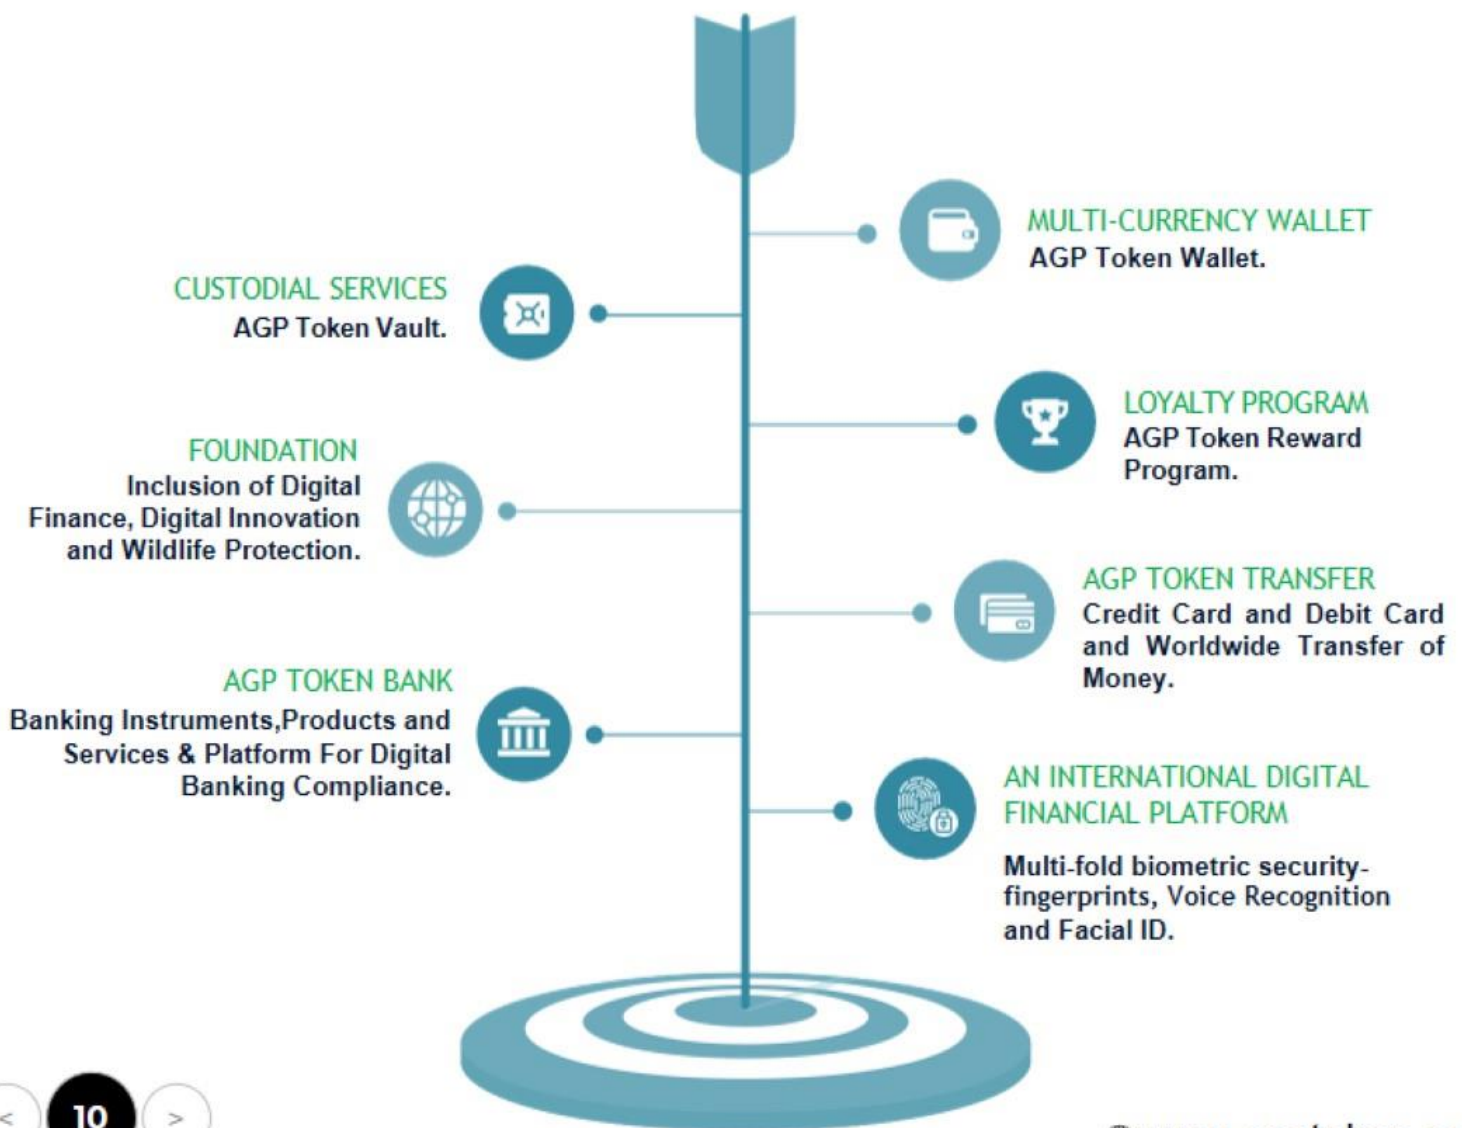 MULTI-CURRENCY WALLET
AGP Token Wallet.
CUSTODIAL SERVICES
AGP Token Vault.
LOYALTY PROGRAM
AGP Token Reward
Program.
FOUNDATION
Inclusion of Digital
Finance, Digital Innovation
and Wildlife Protection.
AGP TOKEN TRANSFER
Credit Card and Debit Card
and Worldwide Transfer of
Money.
AGP TOKEN BANK
Banking Instruments,Products and
Services & Platform For Digital
Banking Compliance.
AN INTERNATIONAL DIGITAL
FINANCIAL PLATFORM
Multi-fold biometric security-
fingerprints, Voice Recognition
and Facial ID.
< 10 >